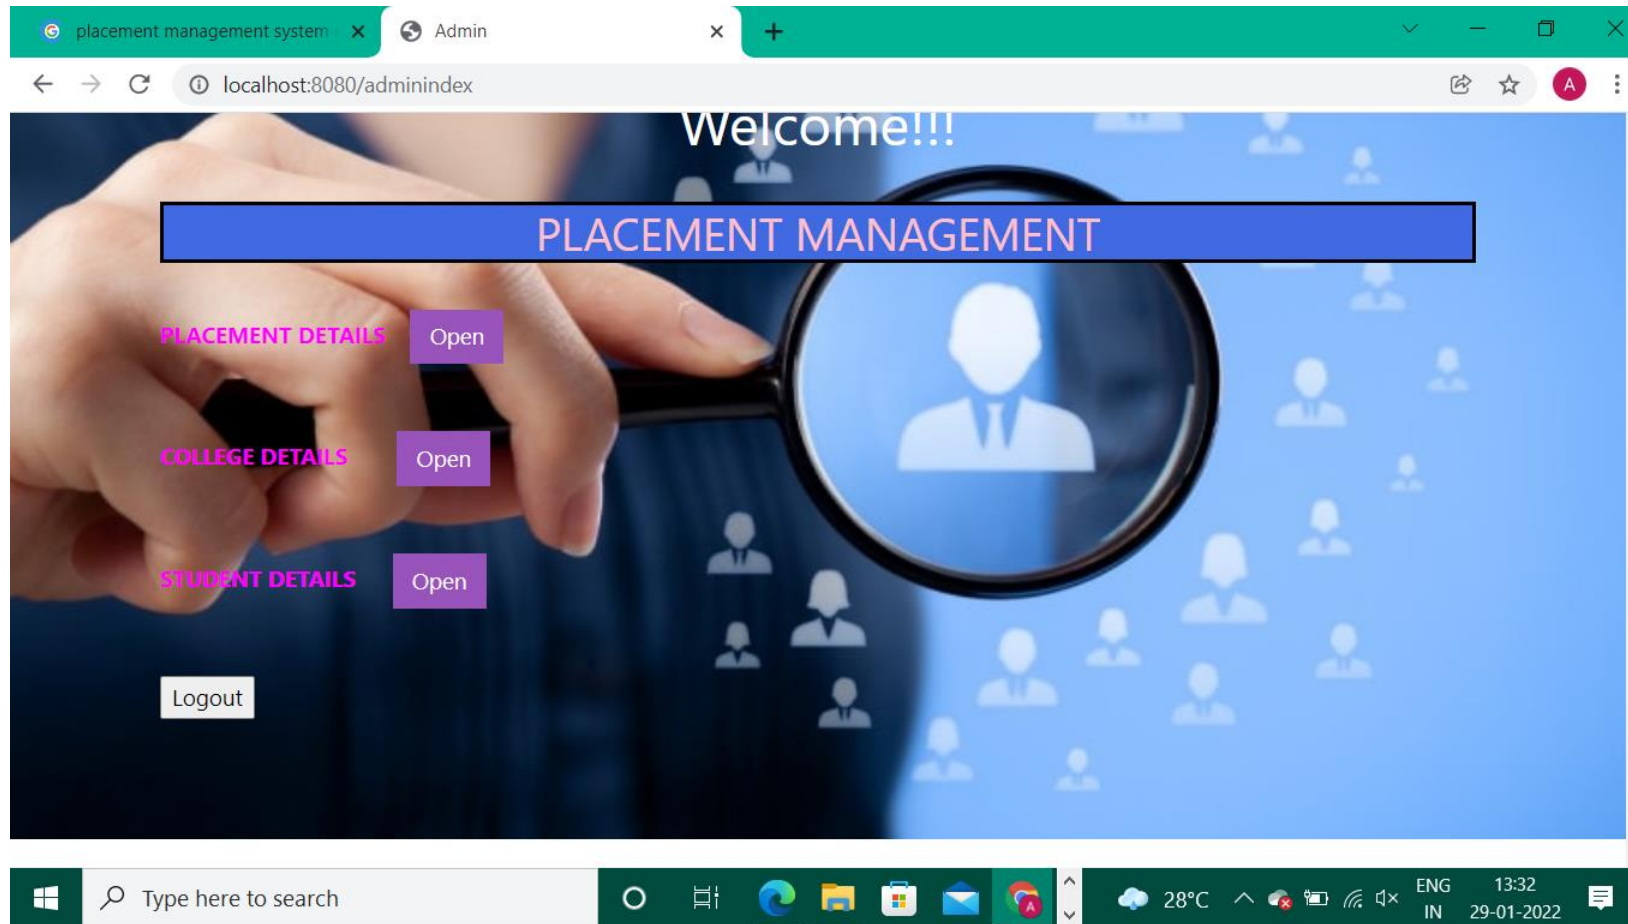 placement management system
Admin
localhost:8080/adminindex
A
Welcome!!!
PLACEMENT MANAGEMENT
PLACEMENT DETAILS Open
COLLEGE DETAILS Open
STUDENT DETAILS Open
Logout
Type here to search
28°C
ENG
IN
13:32
29-01-2022